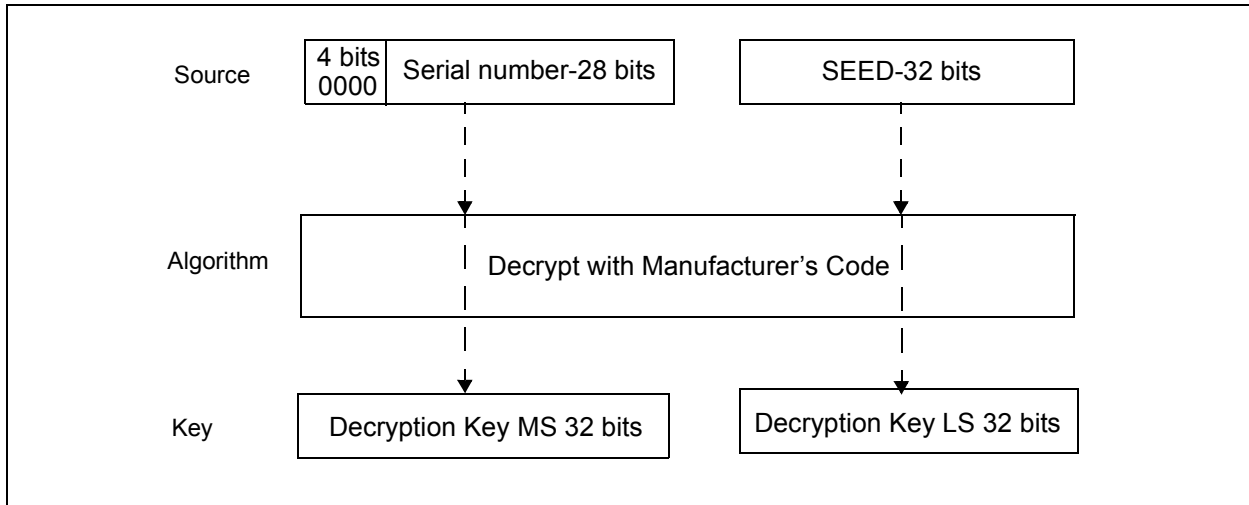 Source
4 bits
0000
Serial number-28 bits
SEED-32 bits
Algorithm
Decrypt with Manufacturer’s Code
Key
Decryption Key MS 32 bits
Decryption Key LS 32 bits